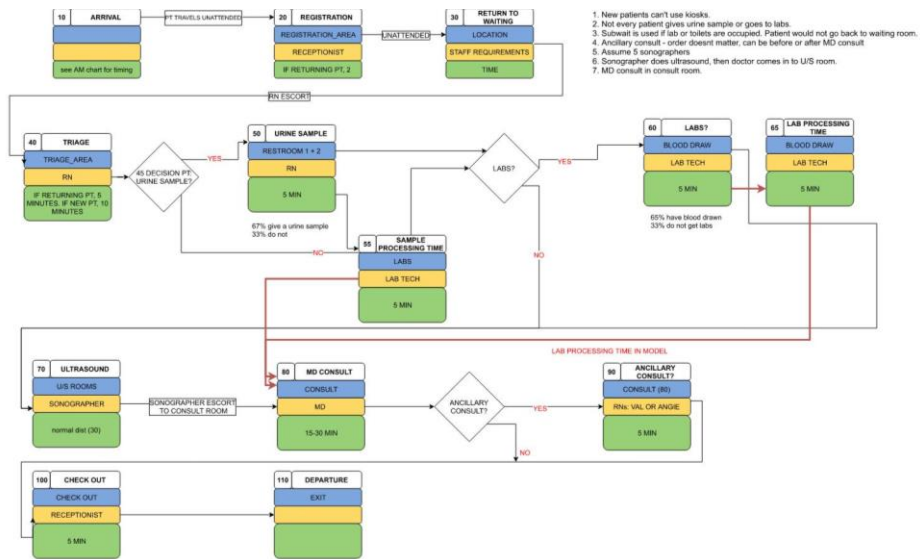 10 ARRIVAL
see AM chart for timing
PT TRAVELS UNATTENDED
20 REGISTRATION
REGISTRATION_AREA
RECEPTIONIST
IF RETURNING PT, 2
UNATTENDED
30 RETURN TO
WAITING
LOCATION
STAFF REQUIREMENTS
TIME
1. New patients can't use kiosks.
2. Not every patient gives urine sample or goes to labs.
3. Subwait is used if lab or toilets are occupied. Patient would not go back to waiting room.
4. Ancillary consult - order doesnt matter, can be before or after MD consult
5. Assume 5 sonographers
6. Sonographer does ultrasound, then doctor comes in to U/S room.
7. MD consult in consult room.
RN ESCORT
40 TRIAGE
TRIAGE_AREA
RN
IF RETURNING PT, 5
MINUTES. IF NEW PT, 10
MINUTES
45 DECISION PT:
URINE SAMPLE?
YES
NO
50 URINE SAMPLE
RESTROOM 1 + 2
RN
5 MIN
67% give a urine sample
33% do not
55 SAMPLE
PROCESSING TIME
LABS
LAB TECH
5 MIN
LABS?
YES
NO
60 LABS?
BLOOD DRAW
LAB TECH
5 MIN
65% have blood drawn
33% do not get labs
65 LAB PROCESSING
TIME
BLOOD DRAW
LAB TECH
5 MIN
LAB PROCESSING TIME IN MODEL
70 ULTRASOUND
U/S ROOMS
SONOGRAPHER
normal dist (30)
SONOGRAPHER ESCORT
TO CONSULT ROOM
80 MD CONSULT
CONSULT
MD
15-30 MIN
ANCILLARY
CONSULT?
YES
NO
90 ANCILLARY
CONSULT?
CONSULT (80)
RNs: VAL OR ANGIE
5 MIN
100 CHECK OUT
CHECK OUT
RECEPTIONIST
5 MIN
110 DEPARTURE
EXIT